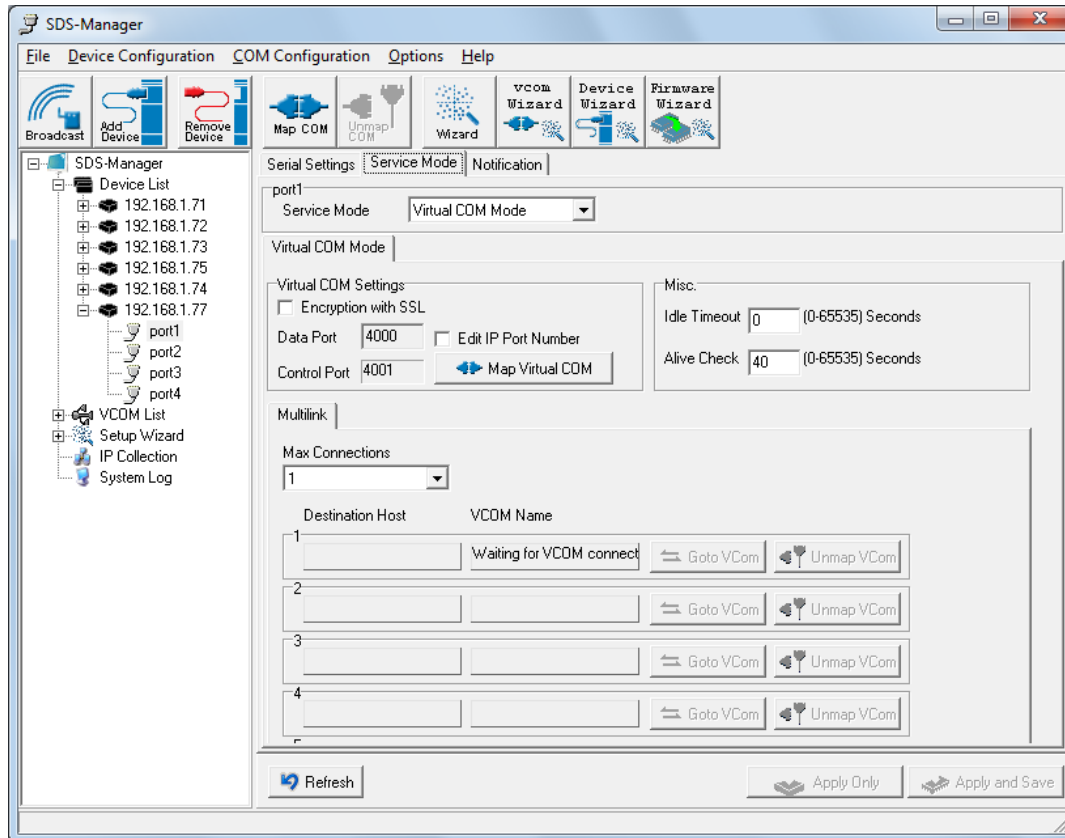 SDS-Manager
File Device Configuration COM Configuration Options Help
Broadcast
Add Device
Remove Device
Map COM
Unmap COM
Wizard
vcom Wizard
Device Wizard
Firmware Wizard
SDS-Manager
Device List
192.168.1.71
192.168.1.72
192.168.1.73
192.168.1.75
192.168.1.74
192.168.1.77
port1
port2
port3
port4
VCOM List
Setup Wizard
IP Collection
System Log
Serial Settings Service Mode Notification
port1
Service Mode Virtual COM Mode
Virtual COM Mode
Virtual COM Settings
Encryption with SSL
Data Port 4000 Edit IP Port Number
Control Port 4001 Map Virtual COM
Misc.
Idle Timeout 0 (0-65535) Seconds
Alive Check 40 (0-65535) Seconds
Multilink
Max Connections
1
Destination Host VCOM Name
1 Waiting for VCOM connect Goto VCom Unmap VCom
2 Goto VCom Unmap VCom
3 Goto VCom Unmap VCom
4 Goto VCom Unmap VCom
Refresh Apply Only Apply and Save